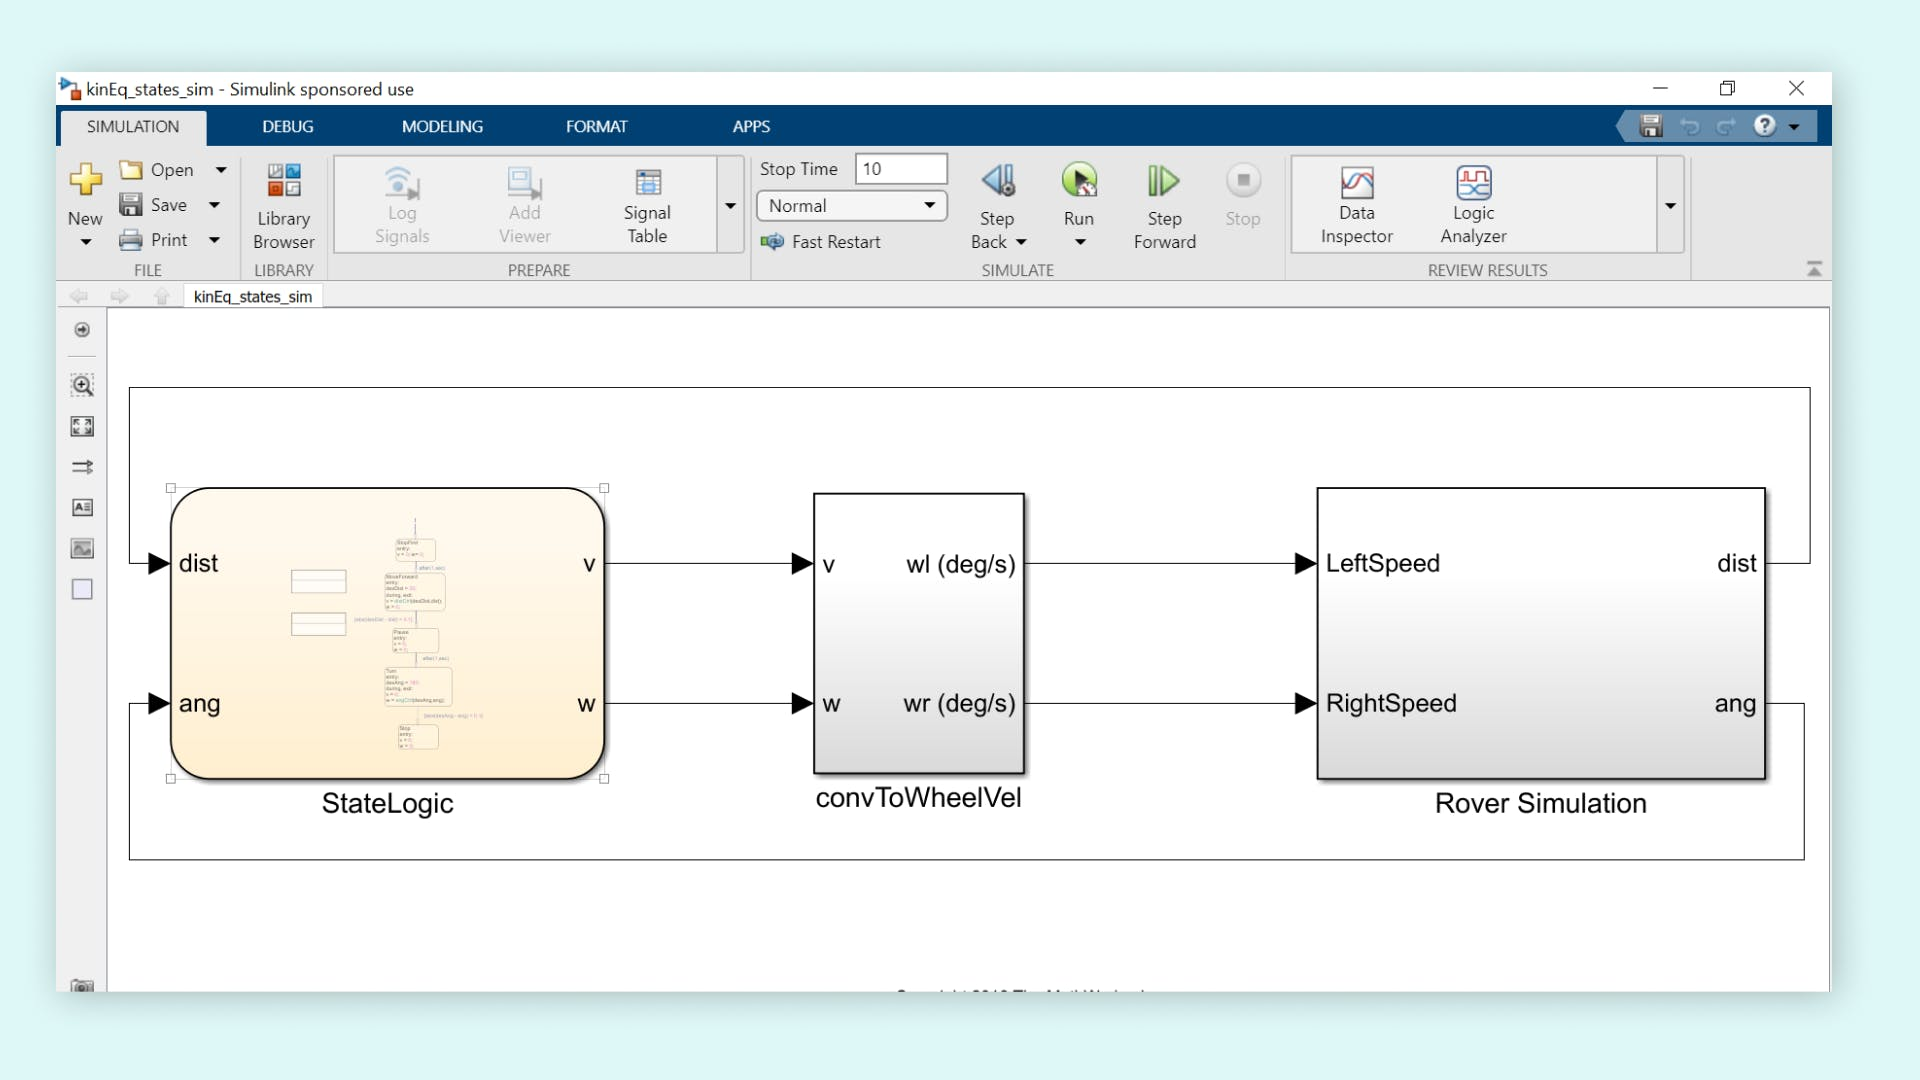 kinEq_states_sim - Simulink sponsored use
SIMULATION DEBUG MODELING FORMAT APPS
New
Open
Save
Print
FILE
Library
Browser
LIBRARY
Log
Signals
Add
Viewer
Signal
Table
PREPARE
Stop Time 10
Normal
Fast Restart
Step
Back
Run
Step
Forward
Stop
SIMULATE
Data
Inspector
Logic
Analyzer
REVIEW RESULTS
kinEq_states_sim
dist v
ang w
StateLogic
v wl (deg/s)
w wr (deg/s)
convToWheelVel
LeftSpeed dist
RightSpeed ang
Rover Simulation